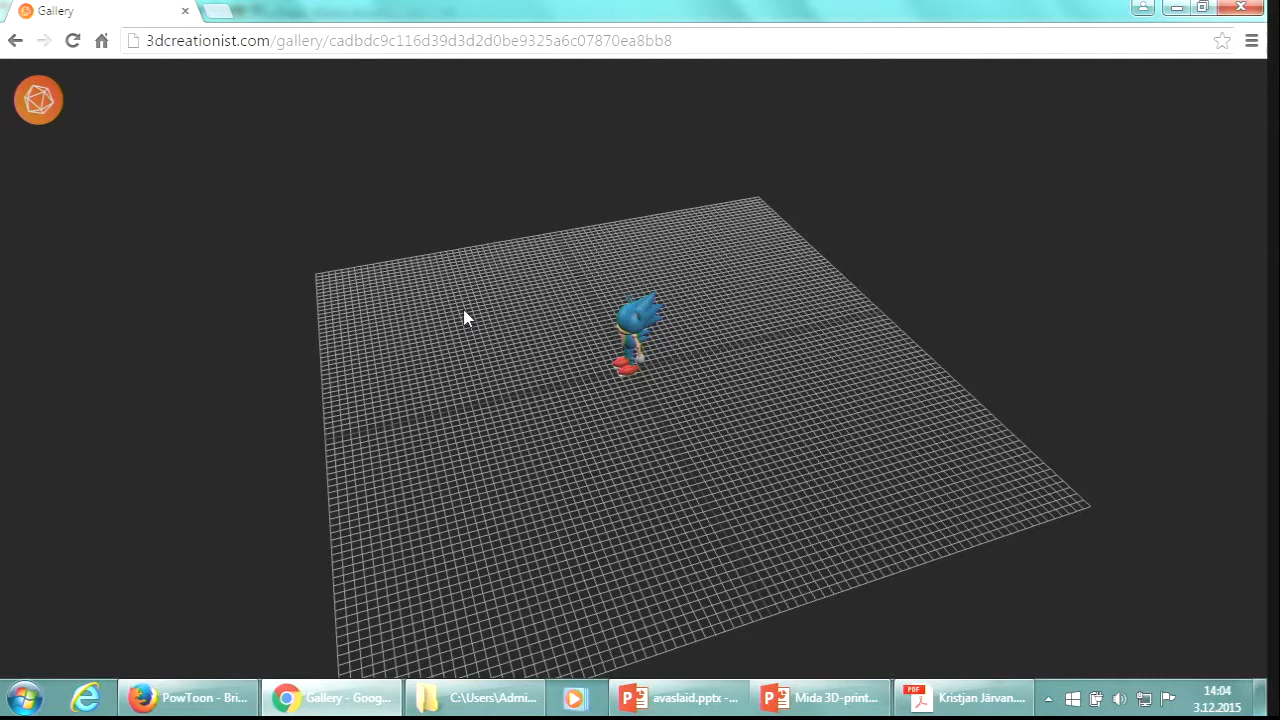 Gallery
3dcreationist.com/gallery/cadbdc9c116d39d3d2d0be9325a6c07870ea8bb8
PowToon - Bri...
Gallery - Goog...
C:\Users\Admi...
avaslaid.pptx -...
Mida 3D-print...
PDF
Kristjan Järvan....
14:04
3.12.2015